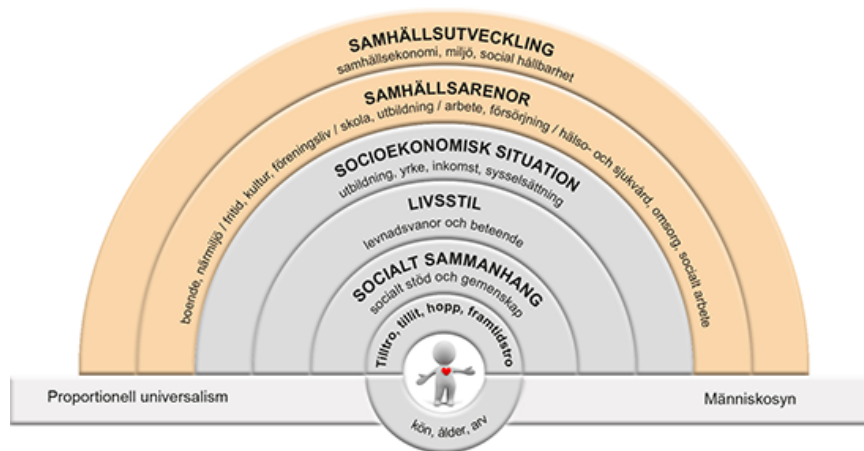 SAMHÄLLSUTVECKLING
samhällsekonomi, miljö, social hållbarhet
SAMHÄLLSARENOR
boende, närmiljö / fritid, kultur, föreningsliv / skola, utbildning / arbete, försörjning / hälso- och sjukvård, omsorg, socialt arbete
SOCIOEKONOMISK SITUATION
utbildning, yrke, inkomst, sysselsättning
LIVSSTIL
levnadsvanor och beteende
SOCIALT SAMMANHANG
socialt stöd och gemenskap
Tilltro, tillit, hopp, framtidstro
Proportionell universalism
Människosyn
kön, ålder, arv